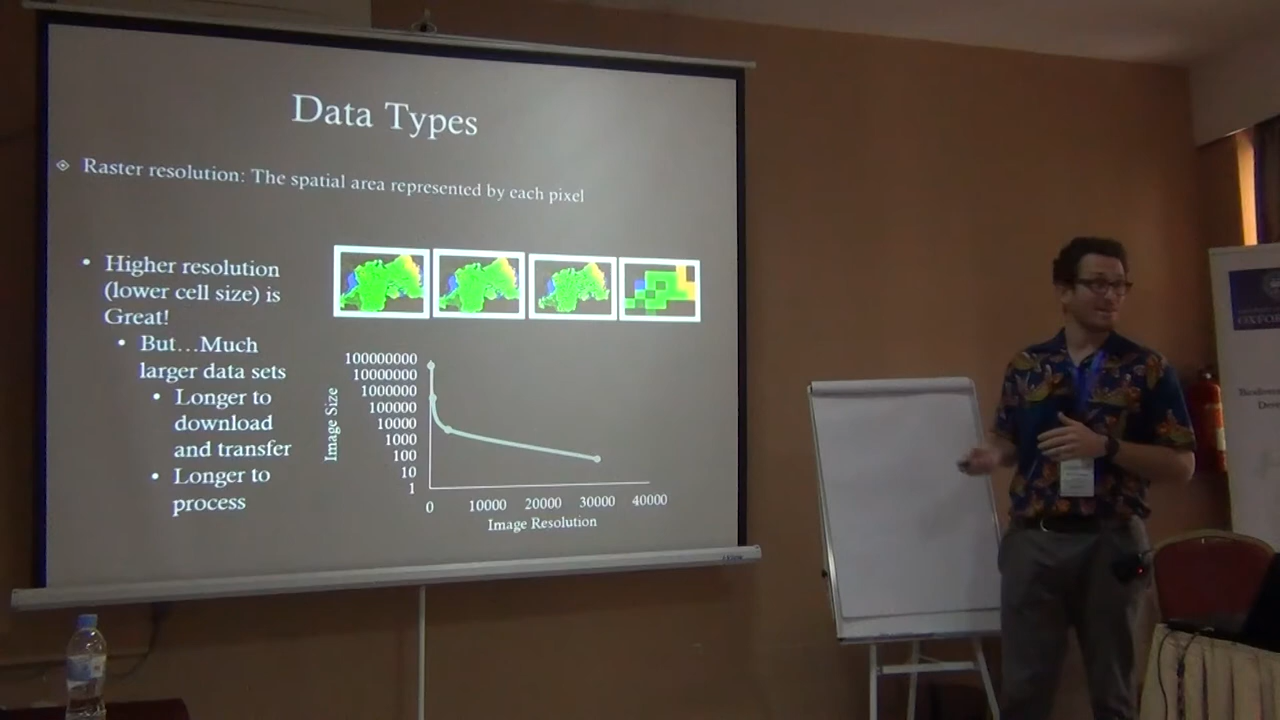 Data Types
Raster resolution: The spatial area represented by each pixel
• Higher resolution
(lower cell size) is
Great!
• But…Much
larger data sets
• Longer to
download
and transfer
• Longer to
process
Image Size
100000000
10000000
1000000
100000
10000
1000
100
10
1
0
10000
20000
30000
40000
Image Resolution